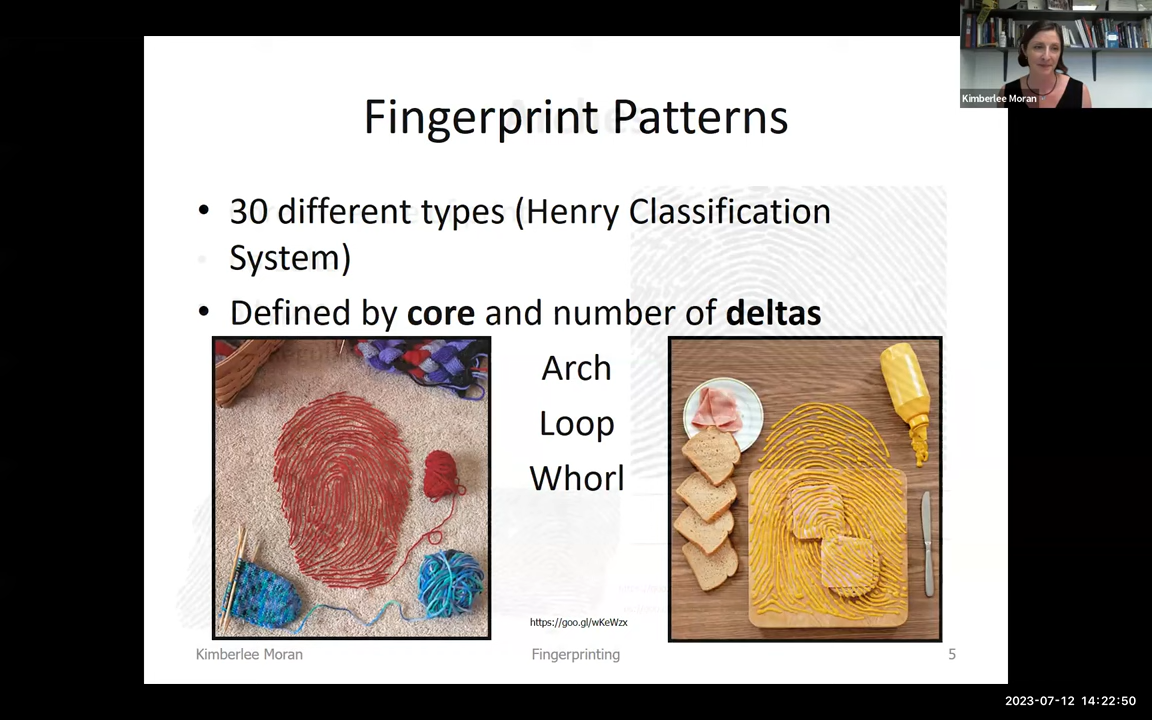 Kimberlee Moran
Fingerprint Patterns
• 30 different types (Henry Classification
System)
• Defined by core and number of deltas
Arch
Loop
Whorl
https://goo.gl/wKeWzx
Kimberlee Moran
Fingerprinting
5
2023-07-12 14:22:50